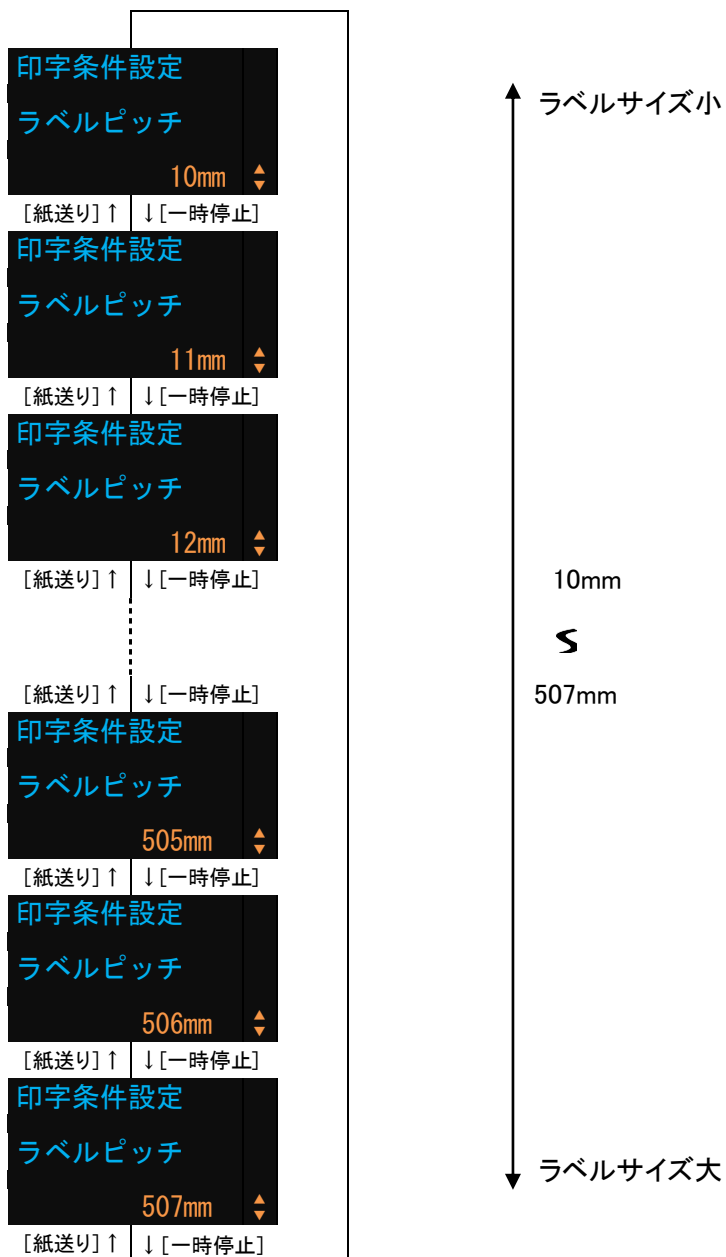 印字条件設定
ラベルピッチ
10mm
[紙送り]↑ ↓[一時停止]
印字条件設定
ラベルピッチ
11mm
[紙送り]↑ ↓[一時停止]
印字条件設定
ラベルピッチ
12mm
[紙送り]↑ ↓[一時停止]
[紙送り]↑ ↓[一時停止]
印字条件設定
ラベルピッチ
505mm
[紙送り]↑ ↓[一時停止]
印字条件設定
ラベルピッチ
506mm
[紙送り]↑ ↓[一時停止]
印字条件設定
ラベルピッチ
507mm
[紙送り]↑ ↓[一時停止]
ラベルサイズ小
10mm
∽
507mm
ラベルサイズ大